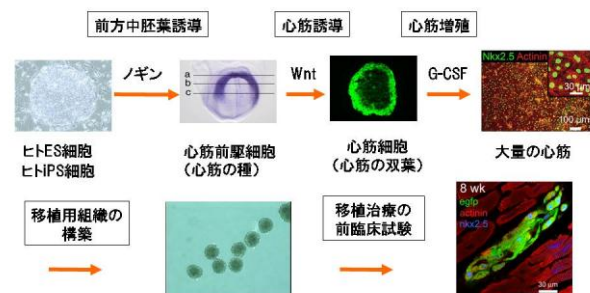 前方中胚葉誘導
心筋誘導
心筋増殖
ノギン
Wnt
G-CSF
a
b
c
Nkx2.5 Actinin
30 μm
100 μm
ヒトES細胞
ヒトiPS細胞
心筋前駆細胞
(心筋の種)
心筋細胞
(心筋の双葉)
大量の心筋
移植用組織の
構築
移植治療の
前臨床試験
8 wk
egfp
actinin
nkx2.5
30 μm